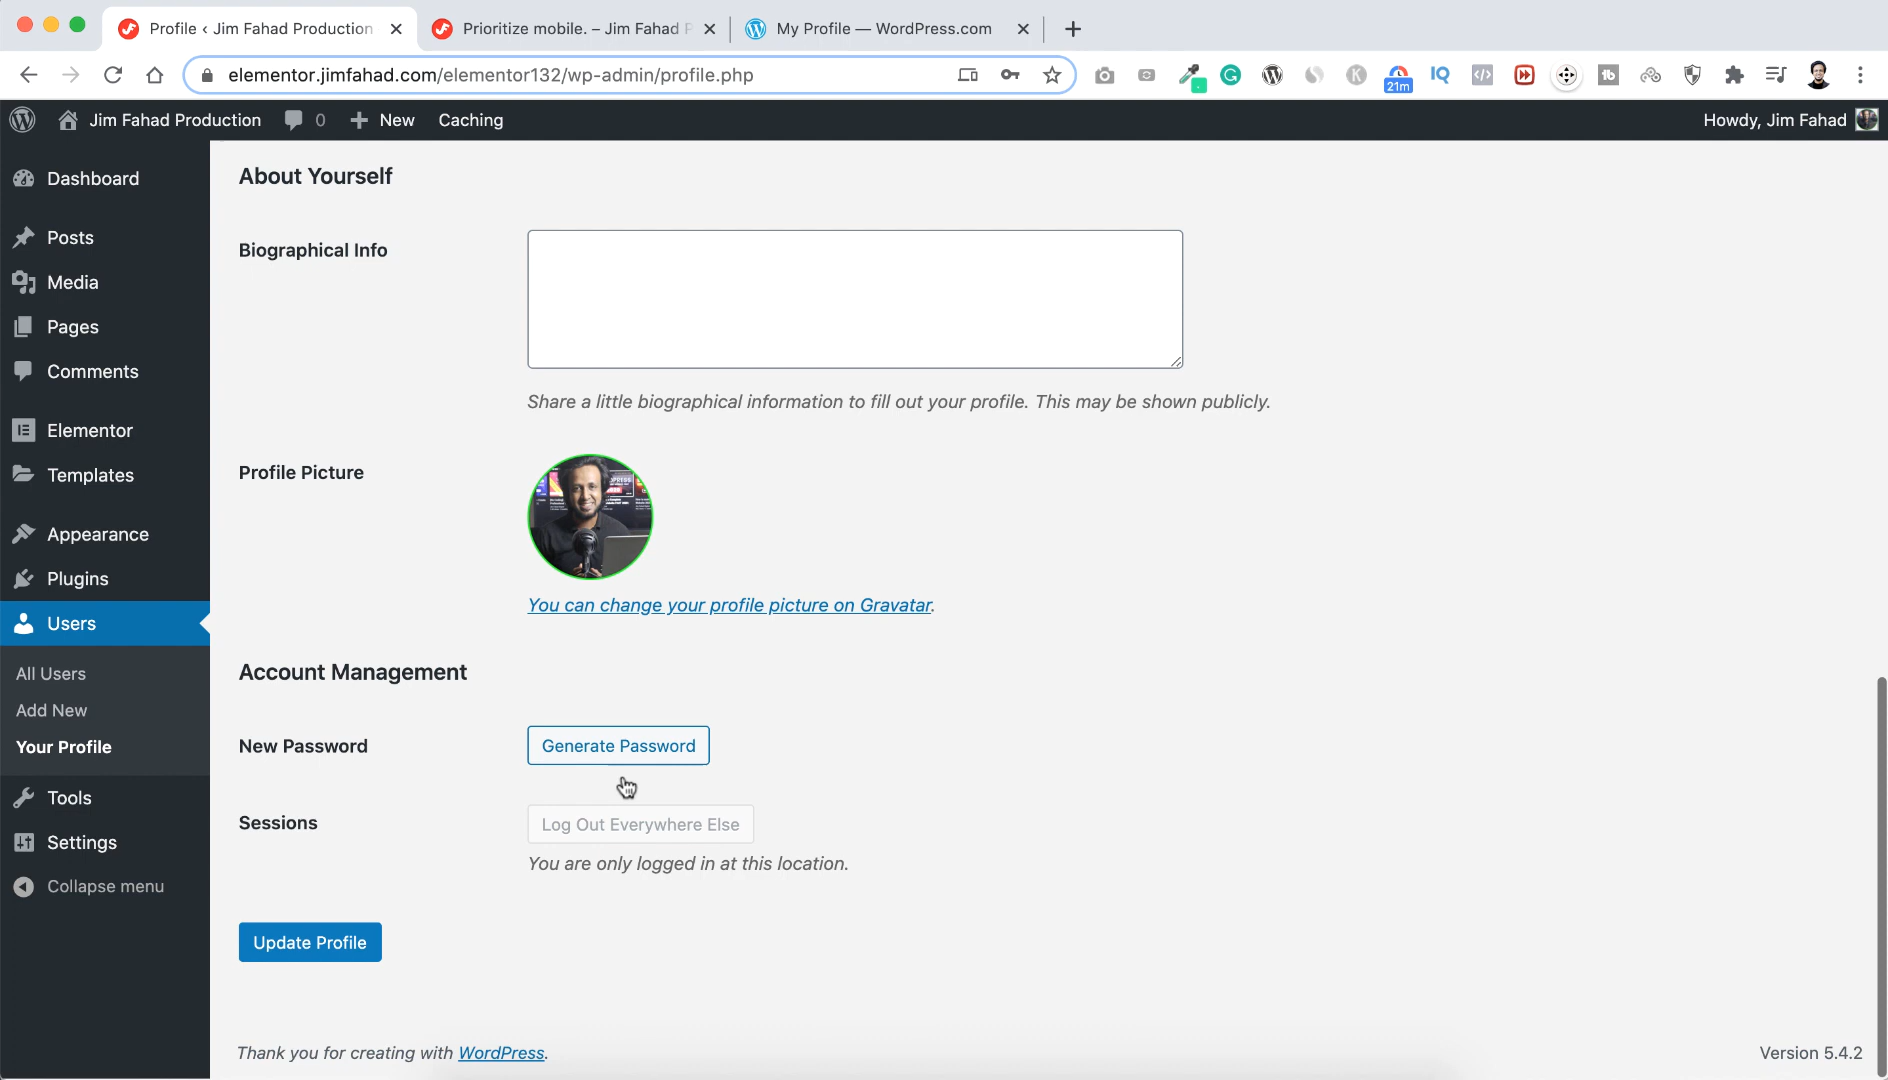 Profile ‹ Jim Fahad Production
Prioritize mobile. – Jim Fahad P
My Profile — WordPress.com
elementor.jimfahad.com/elementor132/wp-admin/profile.php
21m
IQ
Jim Fahad Production
0
New
Caching
Howdy, Jim Fahad
Dashboard
Posts
Media
Pages
Comments
Elementor
Templates
Appearance
Plugins
Users
All Users
Add New
Your Profile
Tools
Settings
Collapse menu
About Yourself
Biographical Info
Share a little biographical information to fill out your profile. This may be shown publicly.
Profile Picture
You can change your profile picture on Gravatar.
Account Management
New Password
Generate Password
Sessions
Log Out Everywhere Else
You are only logged in at this location.
Update Profile
Thank you for creating with WordPress.
Version 5.4.2